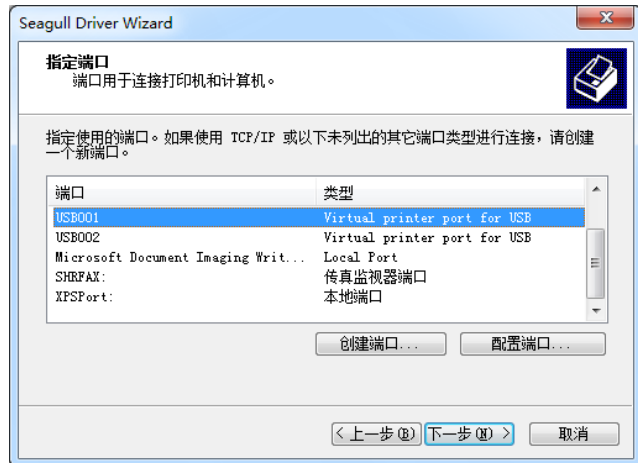 Seagull Driver Wizard
指定端口
端口用于连接打印机和计算机。
指定使用的端口。如果使用 TCP/IP 或以下未列出的其它端口类型进行连接，请创建
一个新端口。
端口 类型
USB001 Virtual printer port for USB
USB002 Virtual printer port for USB
Microsoft Document Imaging Writ... Local Port
SHRFAX: 传真监视器端口
XPSPort: 本地端口
创建端口... 配置端口...
< 上一步(B) 下一步(N) > 取消